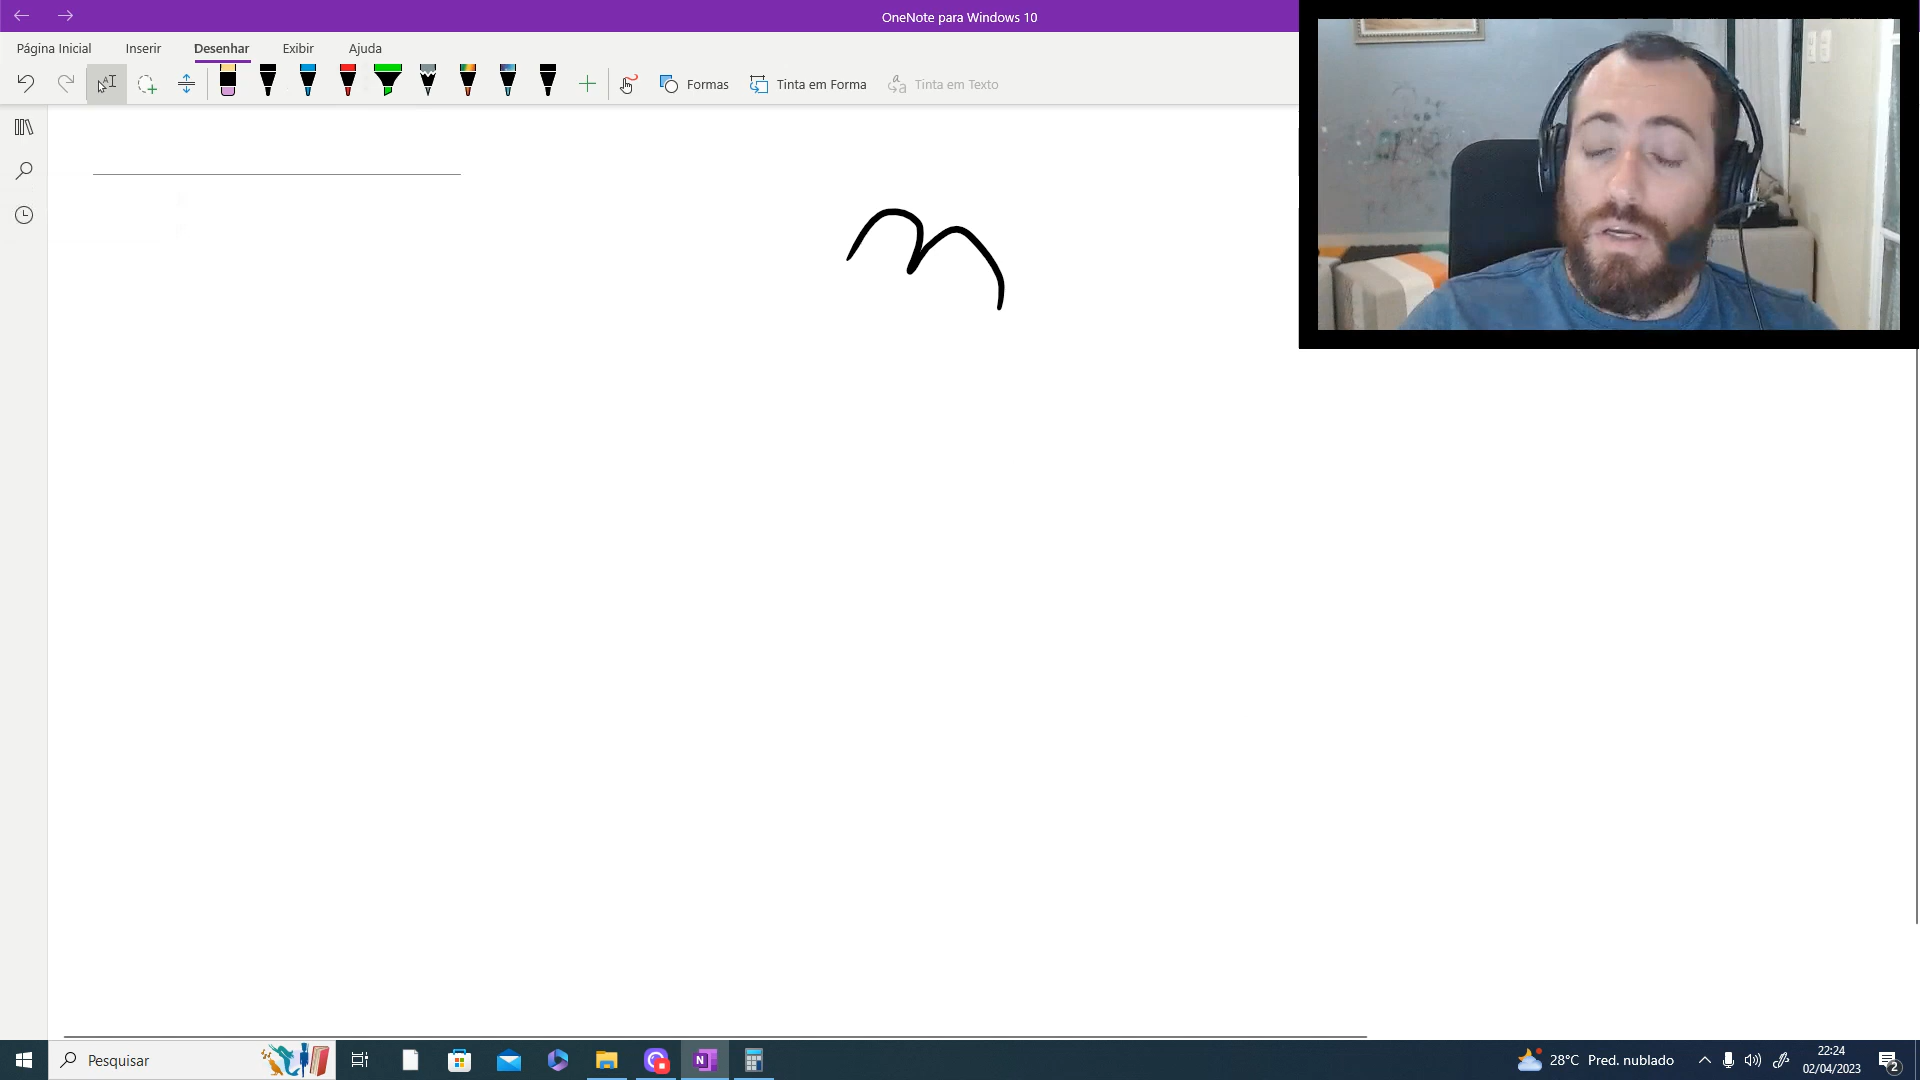 OneNote para Windows 10
Página Inicial Inserir Desenhar Exibir Ajuda
Formas Tinta em Forma Tinta em Texto
m
Pesquisar
28°C Pred. nublado
22:24
02/04/2023
2